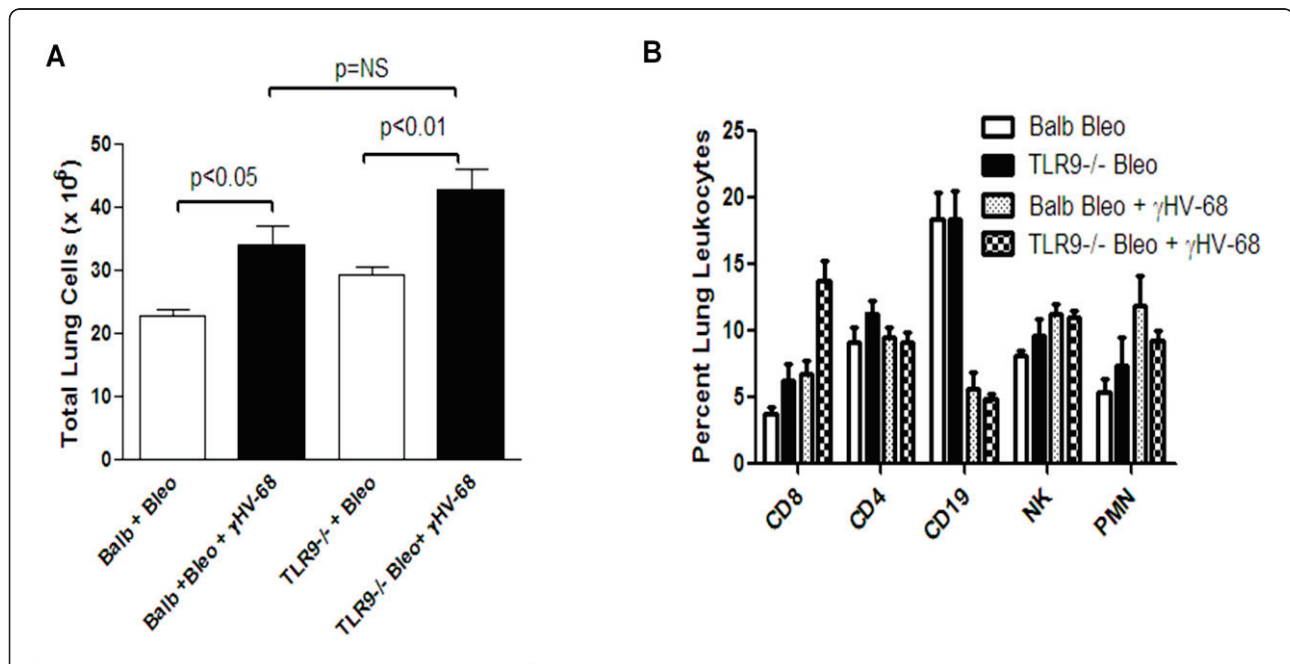 A
p=NS
p<0.01
p<0.05
Total Lung Cells (x 10⁶)
50
40
30
20
10
0
Balb + Bleo
Balb +Bleo + γHV-68
TLR9-/- + Bleo
TLR9-/- Bleo+ γHV-68
B
Balb Bleo
TLR9-/- Bleo
Balb Bleo + γHV-68
TLR9-/- Bleo + γHV-68
Percent Lung Leukocytes
25
20
15
10
5
0
CD8
CD4
CD19
NK
PMN